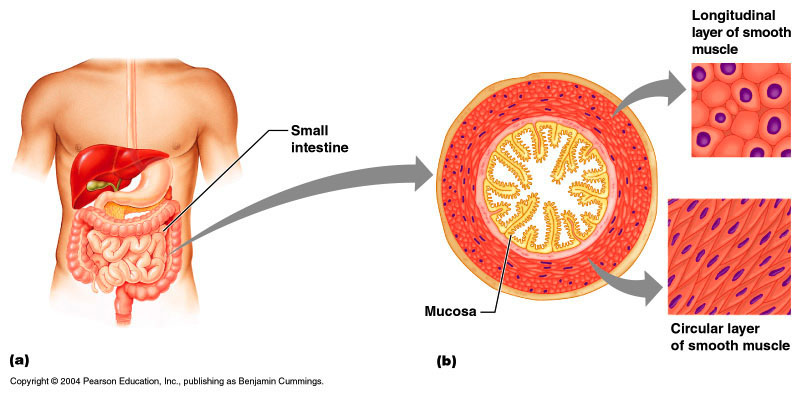 Longitudinal
layer of smooth
muscle
Small
intestine
Mucosa
Circular layer
of smooth muscle
(a)
(b)
Copyright © 2004 Pearson Education, Inc., publishing as Benjamin Cummings.